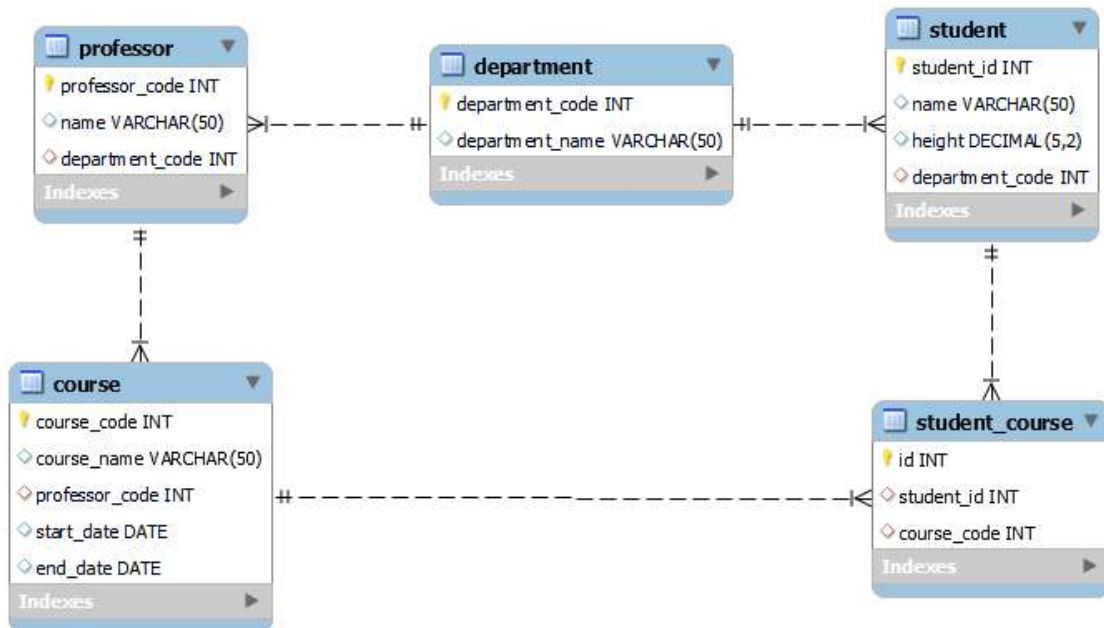 professor
professor_code INT
name VARCHAR(50)
department_code INT
Indexes
department
department_code INT
department_name VARCHAR(50)
Indexes
student
student_id INT
name VARCHAR(50)
height DECIMAL(5,2)
department_code INT
Indexes
course
course_code INT
course_name VARCHAR(50)
professor_code INT
start_date DATE
end_date DATE
Indexes
student_course
id INT
student_id INT
course_code INT
Indexes